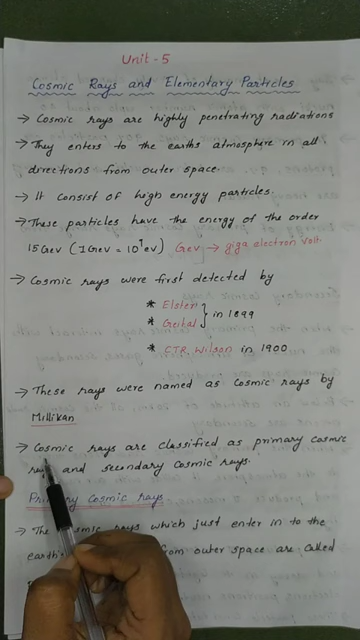 Unit - 5
Cosmic Rays and Elementary Particles
→ Cosmic rays are highly penetrating radiations
→ They enters to the earths atmosphere in all
directions from outer space.
→ It consist of high energy particles.
→ These particles have the energy of the order
15 Gev (1 Gev = 10⁹ eV) Gev → giga electron volt.
→ Cosmic rays were first detected by
* Elster
* Geital } in 1899
* CTR. Wilson in 1900
→ These rays were named as Cosmic rays by
Millikan
→ Cosmic rays are classified as primary cosmic
and secondary cosmic rays.
Primary Cosmic rays
→ The rays which just enter in to the
from outer space are called